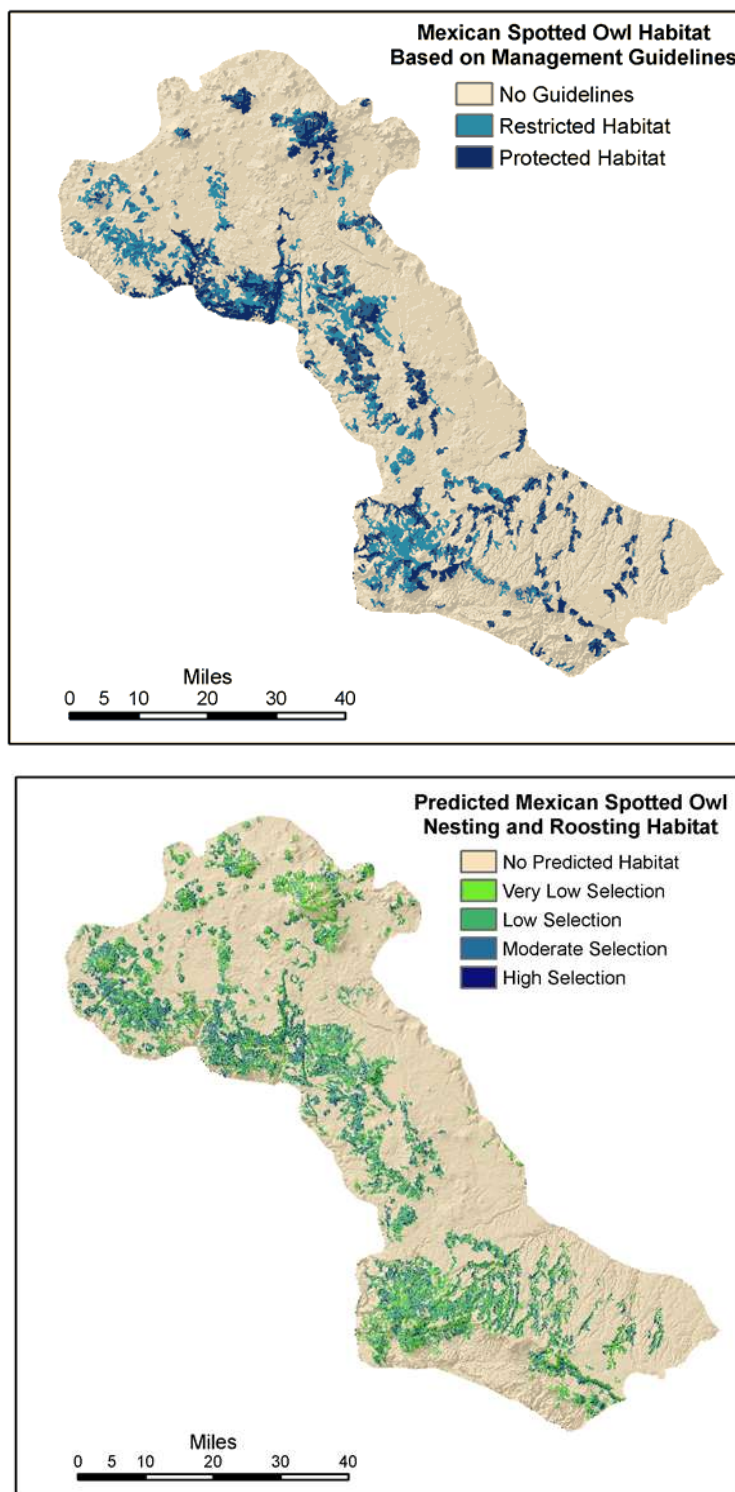 Mexican Spotted Owl Habitat
Based on Management Guidelines
No Guidelines
Restricted Habitat
Protected Habitat
Miles
0 5 10 20 30 40
Predicted Mexican Spotted Owl
Nesting and Roosting Habitat
No Predicted Habitat
Very Low Selection
Low Selection
Moderate Selection
High Selection
Miles
0 5 10 20 30 40